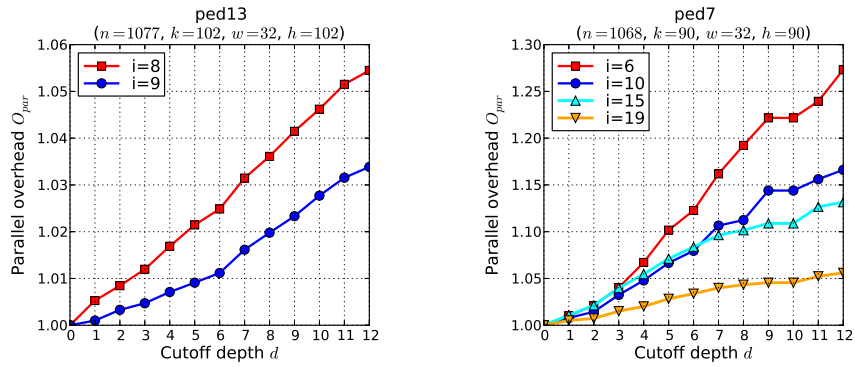 ped13
(n=1077, k=102, w=32, h=102)
1.06
1.05
1.04
1.03
1.02
1.01
1.00
Parallel overhead O_par
i=8
i=9
0 1 2 3 4 5 6 7 8 9 10 11 12
Cutoff depth d
ped7
(n=1068, k=90, w=32, h=90)
1.30
1.25
1.20
1.15
1.10
1.05
1.00
Parallel overhead O_par
i=6
i=10
i=15
i=19
0 1 2 3 4 5 6 7 8 9 10 11 12
Cutoff depth d